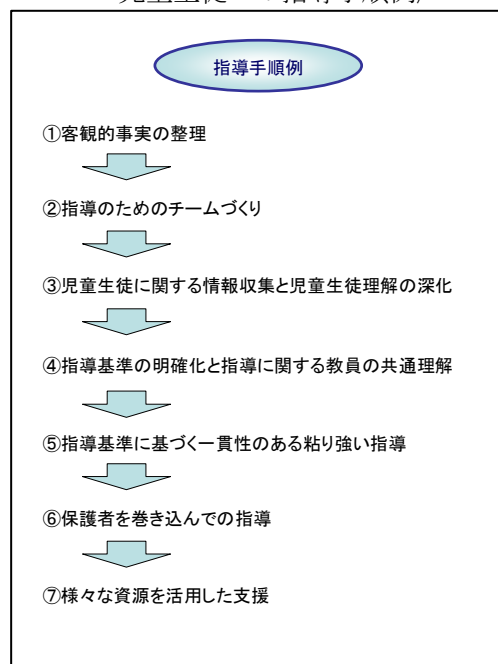 指導手順例
①客観的事実の整理
②指導のためのチームづくり
③児童生徒に関する情報収集と児童生徒理解の深化
④指導基準の明確化と指導に関する教員の共通理解
⑤指導基準に基づく一貫性のある粘り強い指導
⑥保護者を巻き込んでの指導
⑦様々な資源を活用した支援